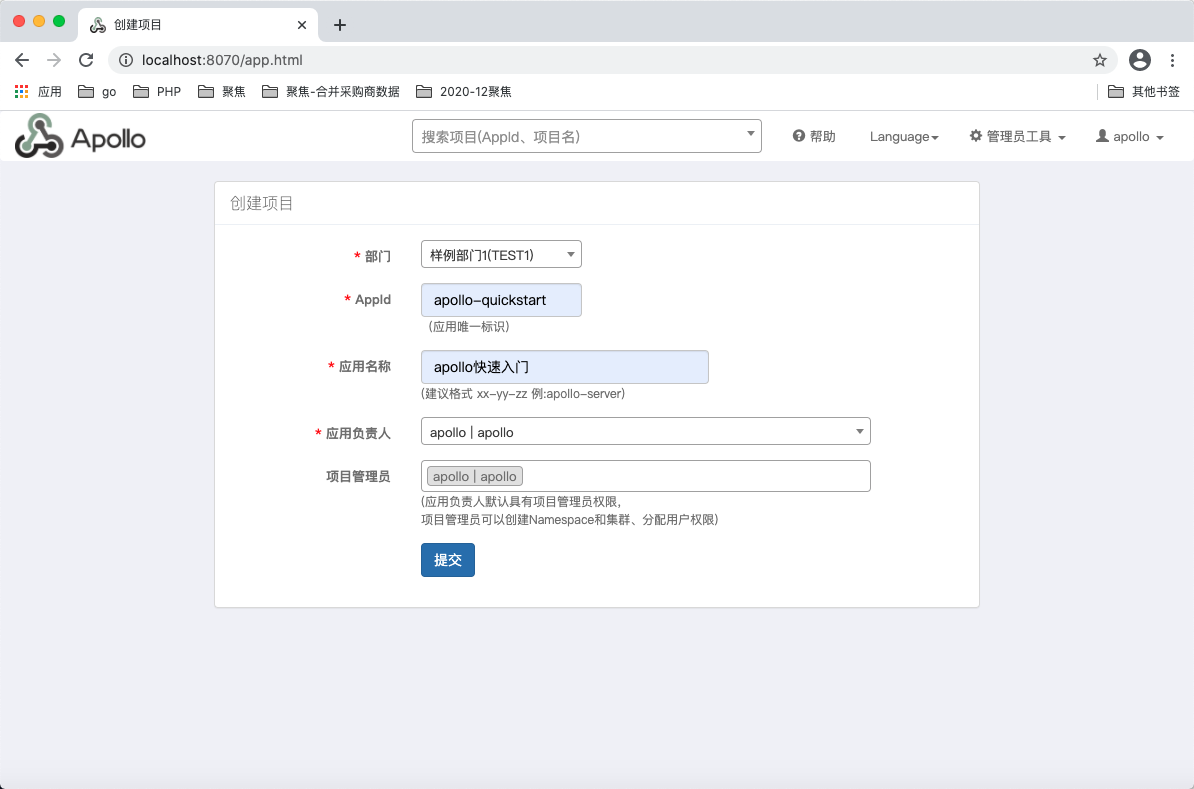 创建项目
localhost:8070/app.html
应用 go PHP 聚焦 聚焦-合并采购商数据 2020-12聚焦 其他书签
Apollo 搜索项目(AppId、项目名) 帮助 Language 管理员工具 apollo
创建项目
* 部门 样例部门1(TEST1)
* AppId apollo-quickstart
(应用唯一标识)
* 应用名称 apollo快速入门
(建议格式 xx-yy-zz 例:apollo-server)
* 应用负责人 apollo | apollo
项目管理员 apollo | apollo
(应用负责人默认具有项目管理员权限,
项目管理员可以创建Namespace和集群、分配用户权限)
提交